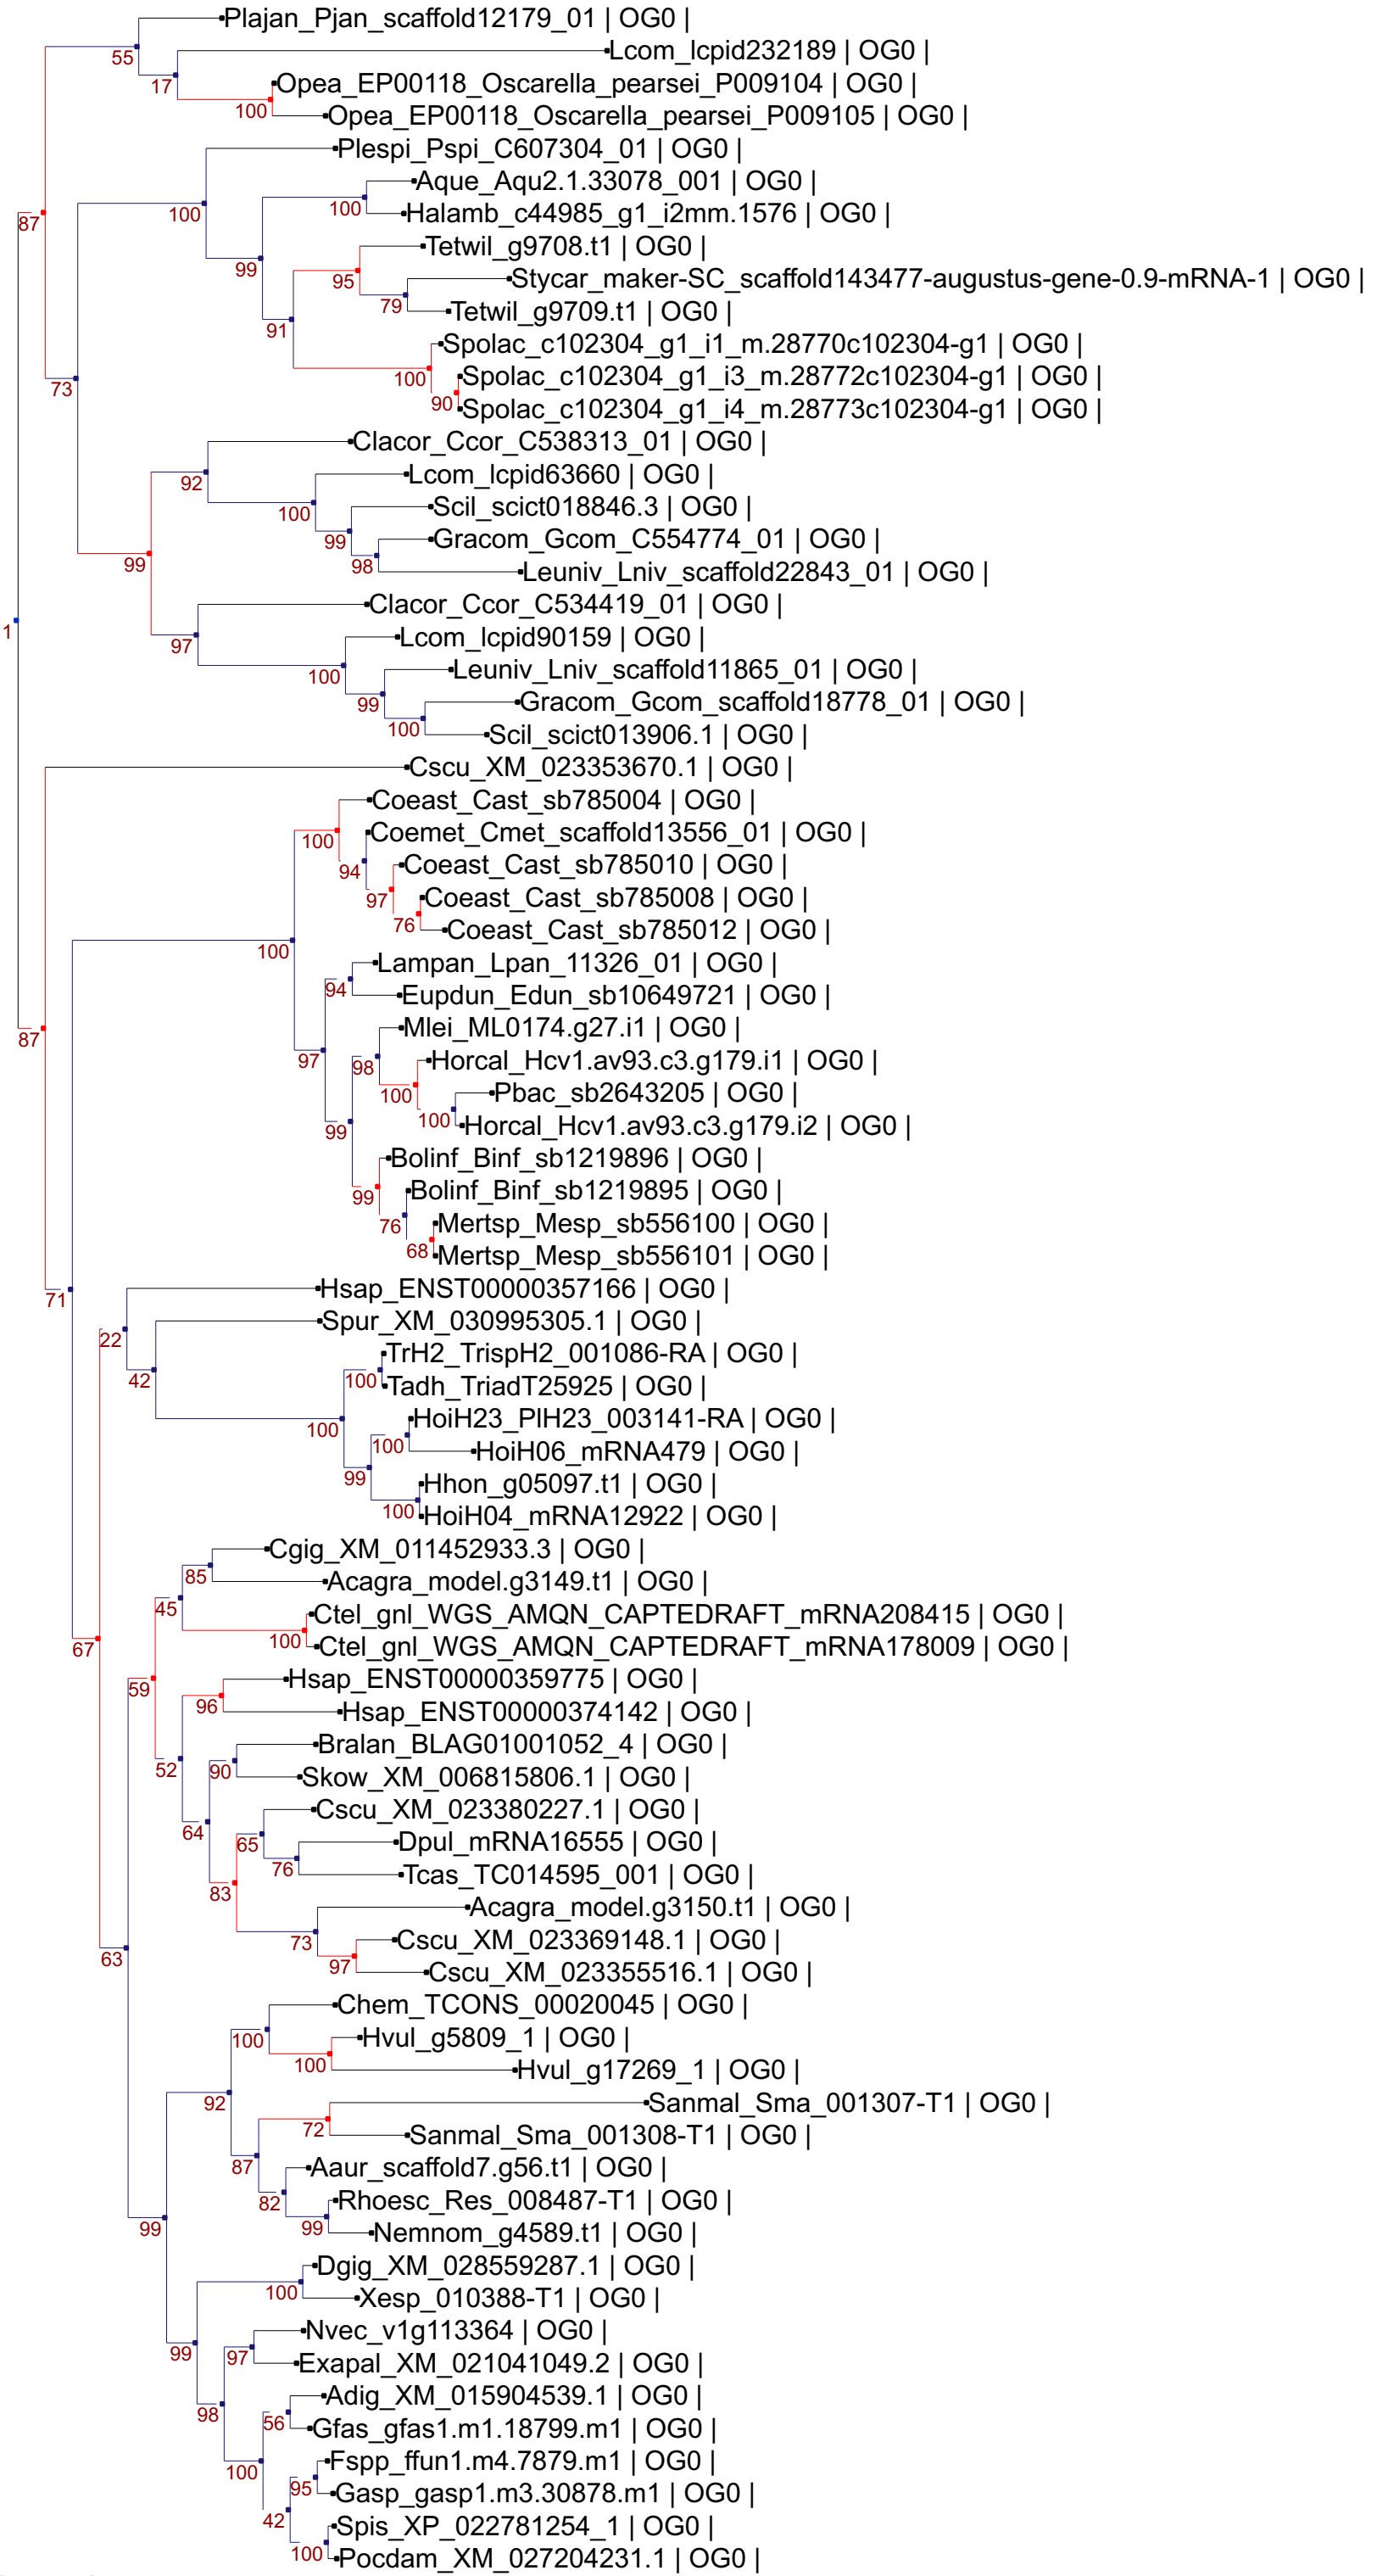 Plajan_Pjan_scaffold12179_01 | OG0 |
55
Lcom_lcpid232189 | OG0 |
17
Opea_EP00118_Oscarella_pearsei_P009104 | OG0 |
100
Opea_EP00118_Oscarella_pearsei_P009105 | OG0 |
Plespi_Pspi_C607304_01 | OG0 |
Aque_Aqu2.1.33078_001 | OG0 |
100
Halamb_c44985_g1_i2mm.1576 | OG0 |
100
87
Tetwil_g9708.t1 | OG0 |
99
95
Stycar_maker-SC_scaffold143477-augustus-gene-0.9-mRNA-1 | OG0 |
79
Tetwil_g9709.t1 | OG0 |
91
Spolac_c102304_g1_i1_m.28770c102304-g1 | OG0 |
100
Spolac_c102304_g1_i3_m.28772c102304-g1 | OG0 |
73
90
Spolac_c102304_g1_i4_m.28773c102304-g1 | OG0 |
Clacor_Ccor_C538313_01 | OG0 |
92
Lcom_lcpid63660 | OG0 |
100
Scil_scict018846.3 | OG0 |
99
Gracom_Gcom_C554774_01 | OG0 |
99
98
Leuniv_Lniv_scaffold22843_01 | OG0 |
Clacor_Ccor_C534419_01 | OG0 |
1
97
Lcom_lcpid90159 | OG0 |
100
Leuniv_Lniv_scaffold11865_01 | OG0 |
99
Gracom_Gcom_scaffold18778_01 | OG0 |
100
Scil_scict013906.1 | OG0 |
Cscu_XM_023353670.1 | OG0 |
Coeast_Cast_sb785004 | OG0 |
100
Coemet_Cmet_scaffold13556_01 | OG0 |
94
Coeast_Cast_sb785010 | OG0 |
97
Coeast_Cast_sb785008 | OG0 |
76
Coeast_Cast_sb785012 | OG0 |
100
Lampan_Lpan_11326_01 | OG0 |
94
Eupdun_Edun_sb10649721 | OG0 |
87
Mlei_ML0174.g27.i1 | OG0 |
97
98
Horcal_Hcv1.av93.c3.g179.i1 | OG0 |
100
Pbac_sb2643205 | OG0 |
100
99
Horcal_Hcv1.av93.c3.g179.i2 | OG0 |
Bolinf_Binf_sb1219896 | OG0 |
99
Bolinf_Binf_sb1219895 | OG0 |
76
Mertsp_Mesp_sb556100 | OG0 |
68
Mertsp_Mesp_sb556101 | OG0 |
71
Hsap_ENST00000357166 | OG0 |
22
Spur_XM_030995305.1 | OG0 |
42
TrH2_TrispH2_001086-RA | OG0 |
100
Tadh_TriadT25925 | OG0 |
100
HoiH23_PlH23_003141-RA | OG0 |
100
HoiH06_mRNA479 | OG0 |
99
Hhon_g05097.t1 | OG0 |
100
HoiH04_mRNA12922 | OG0 |
Cgig_XM_011452933.3 | OG0 |
85
Acagra_model.g3149.t1 | OG0 |
45
Ctel_gnl_WGS_AMQN_CAPTEDRAFT_mRNA208415 | OG0 |
67
100
Ctel_gnl_WGS_AMQN_CAPTEDRAFT_mRNA178009 | OG0 |
59
Hsap_ENST00000359775 | OG0 |
96
Hsap_ENST00000374142 | OG0 |
Bralan_BLAG01001052_4 | OG0 |
52
90
Skow_XM_006815806.1 | OG0 |
Cscu_XM_023380227.1 | OG0 |
64
65
Dpul_mRNA16555 | OG0 |
76
Tcas_TC014595_001 | OG0 |
83
Acagra_model.g3150.t1 | OG0 |
73
Cscu_XM_023369148.1 | OG0 |
63
97
Cscu_XM_023355516.1 | OG0 |
Chem_TCONS_00020045 | OG0 |
100
Hvul_g5809_1 | OG0 |
100
Hvul_g17269_1 | OG0 |
92
Sanmal_Sma_001307-T1 | OG0 |
72
Sanmal_Sma_001308-T1 | OG0 |
87
Aaur_scaffold7.g56.t1 | OG0 |
82
Rhoesc_Res_008487-T1 | OG0 |
99
99
Nemnom_g4589.t1 | OG0 |
Dgig_XM_028559287.1 | OG0 |
100
Xesp_010388-T1 | OG0 |
Nvec_v1g113364 | OG0 |
99
97
Exapal_XM_021041049.2 | OG0 |
Adig_XM_015904539.1 | OG0 |
98
56
Gfas_gfas1.m1.18799.m1 | OG0 |
Fspp_ffun1.m4.7879.m1 | OG0 |
100
95
Gasp_gasp1.m3.30878.m1 | OG0 |
42
Spis_XP_022781254_1 | OG0 |
100
Pocdam_XM_027204231.1 | OG0 |